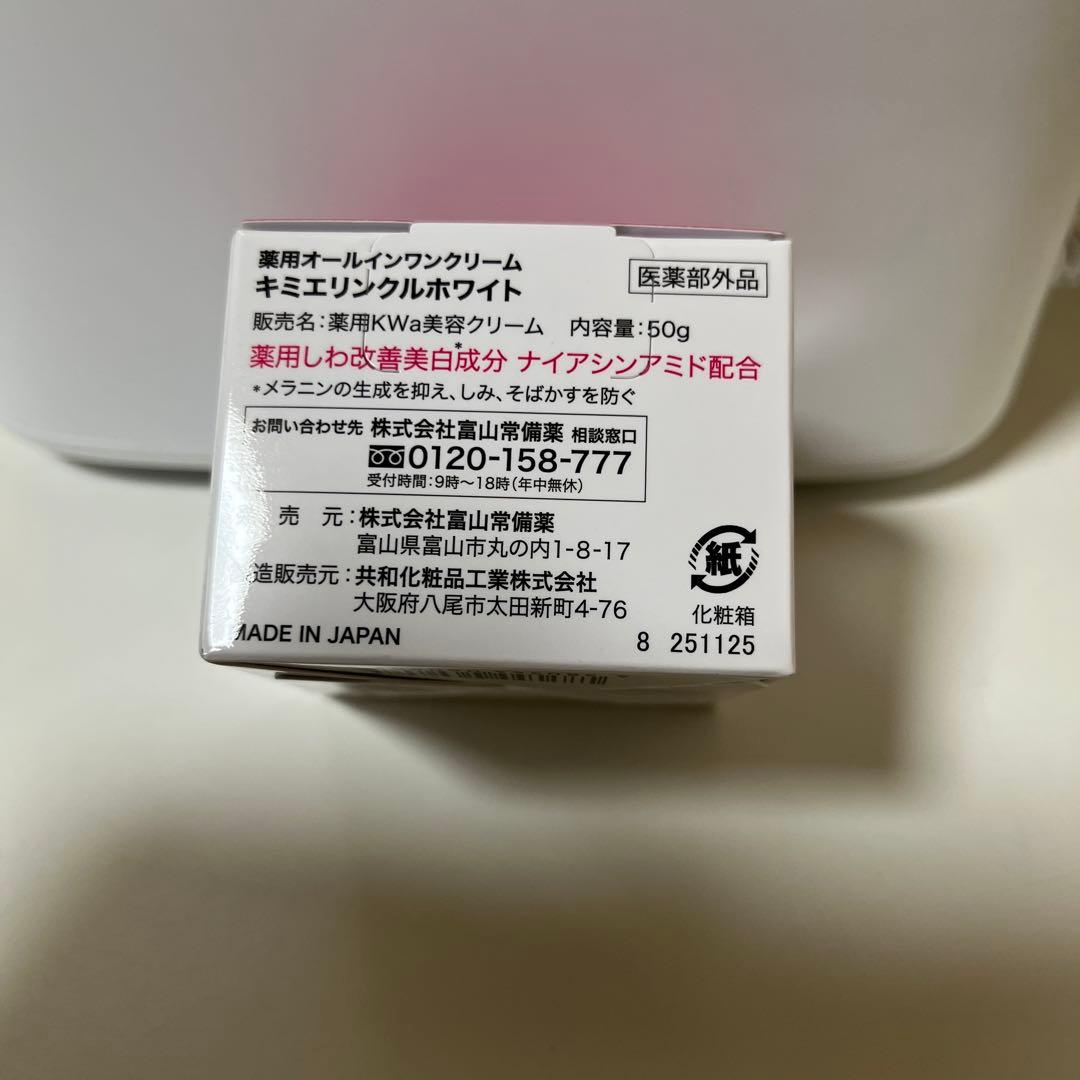 薬用オールインワンクリーム
キミエリンクルホワイト
医薬部外品
販売名:薬用KWa美容クリーム 内容量:50g
薬用しわ改善美白*成分 ナイアシンアミド配合
*メラニンの生成を抑え、しみ、そばかすを防ぐ
お問い合わせ先 株式会社富山常備薬 相談窓口
0120-158-777
受付時間:9時〜18時(年中無休)
売 元:株式会社富山常備薬
富山県富山市丸の内1-8-17
造販売元:共和化粧品工業株式会社
大阪府八尾市太田新町4-76
MADE IN JAPAN
紙
化粧箱
8 251125